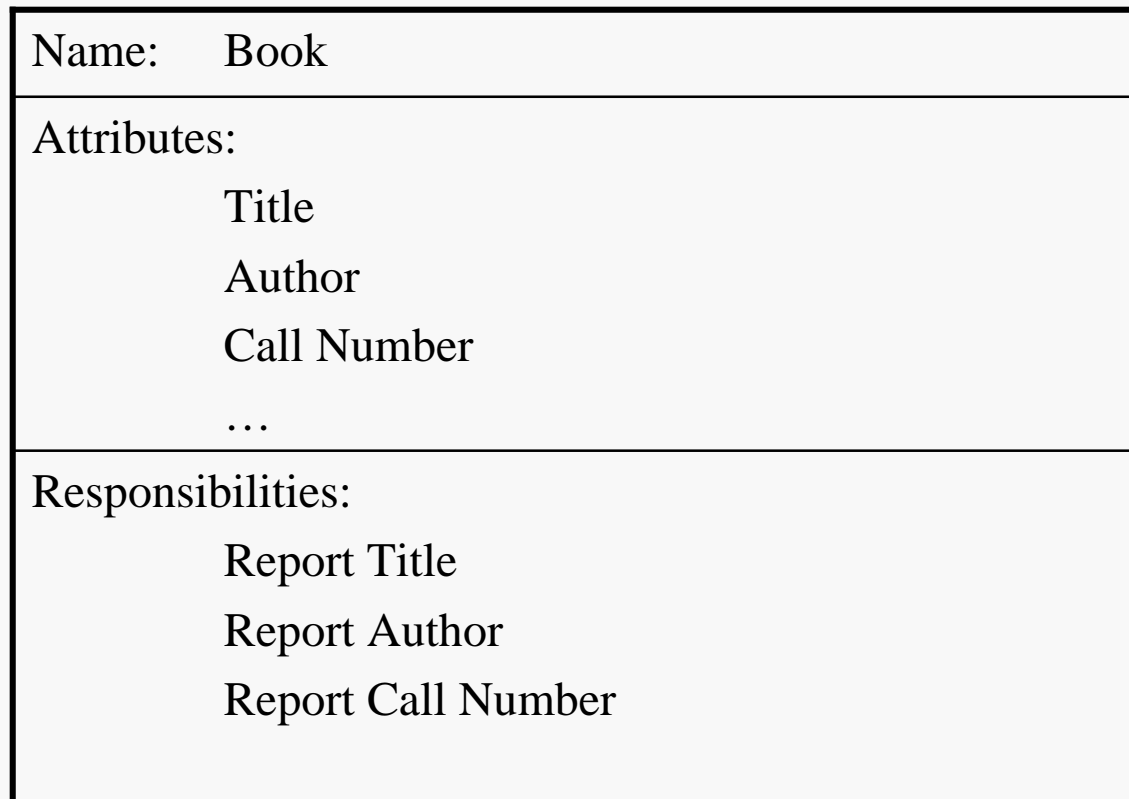 Name: Book
Attributes:
Title
Author
Call Number
…
Responsibilities:
Report Title
Report Author
Report Call Number